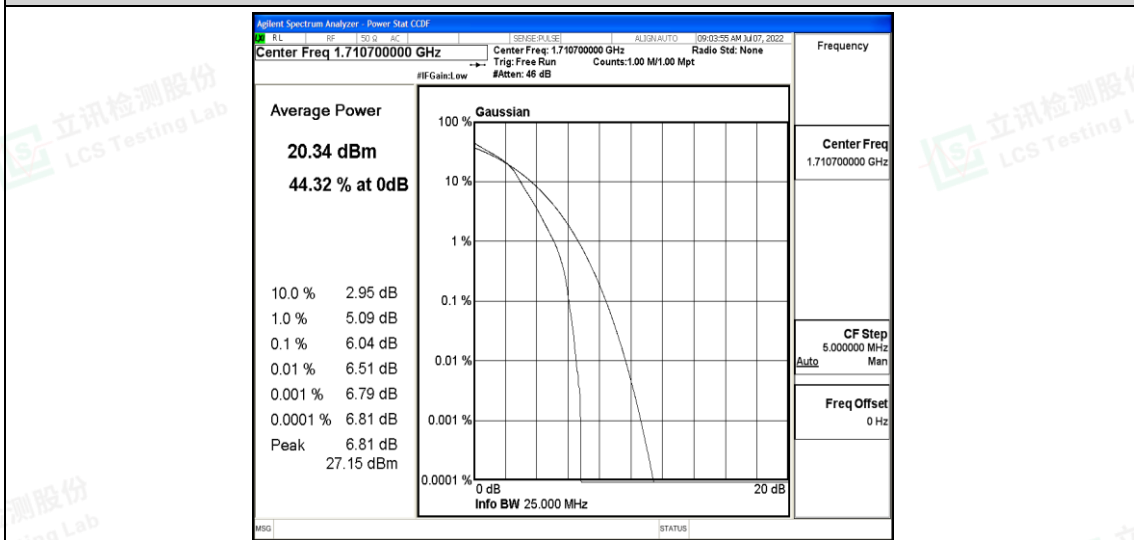 Agilent Spectrum Analyzer - Power Stat CCDF
RL RF 50 Ω AC SENSE:PULSE ALIGN AUTO 09:03:55 AM Jul 07, 2022
Center Freq 1.710700000 GHz
Center Freq: 1.710700000 GHz Radio Std: None
Trig: Free Run Counts:1.00 M/1.00 Mpt
#IFGain:Low #Atten: 46 dB
Frequency
Average Power
20.34 dBm
44.32 % at 0dB
10.0 % 2.95 dB
1.0 % 5.09 dB
0.1 % 6.04 dB
0.01 % 6.51 dB
0.001 % 6.79 dB
0.0001 % 6.81 dB
Peak 6.81 dB
27.15 dBm
Gaussian
100 %
10 %
1 %
0.1 %
0.01 %
0.001 %
0.0001 %
0 dB 20 dB
Info BW 25.000 MHz
Center Freq
1.710700000 GHz
CF Step
5.000000 MHz
Auto Man
Freq Offset
0 Hz
MSG STATUS
立讯检测股份
LCS Testing Lab
立讯检测股份
LCS Testing L
测股份
ing Lab